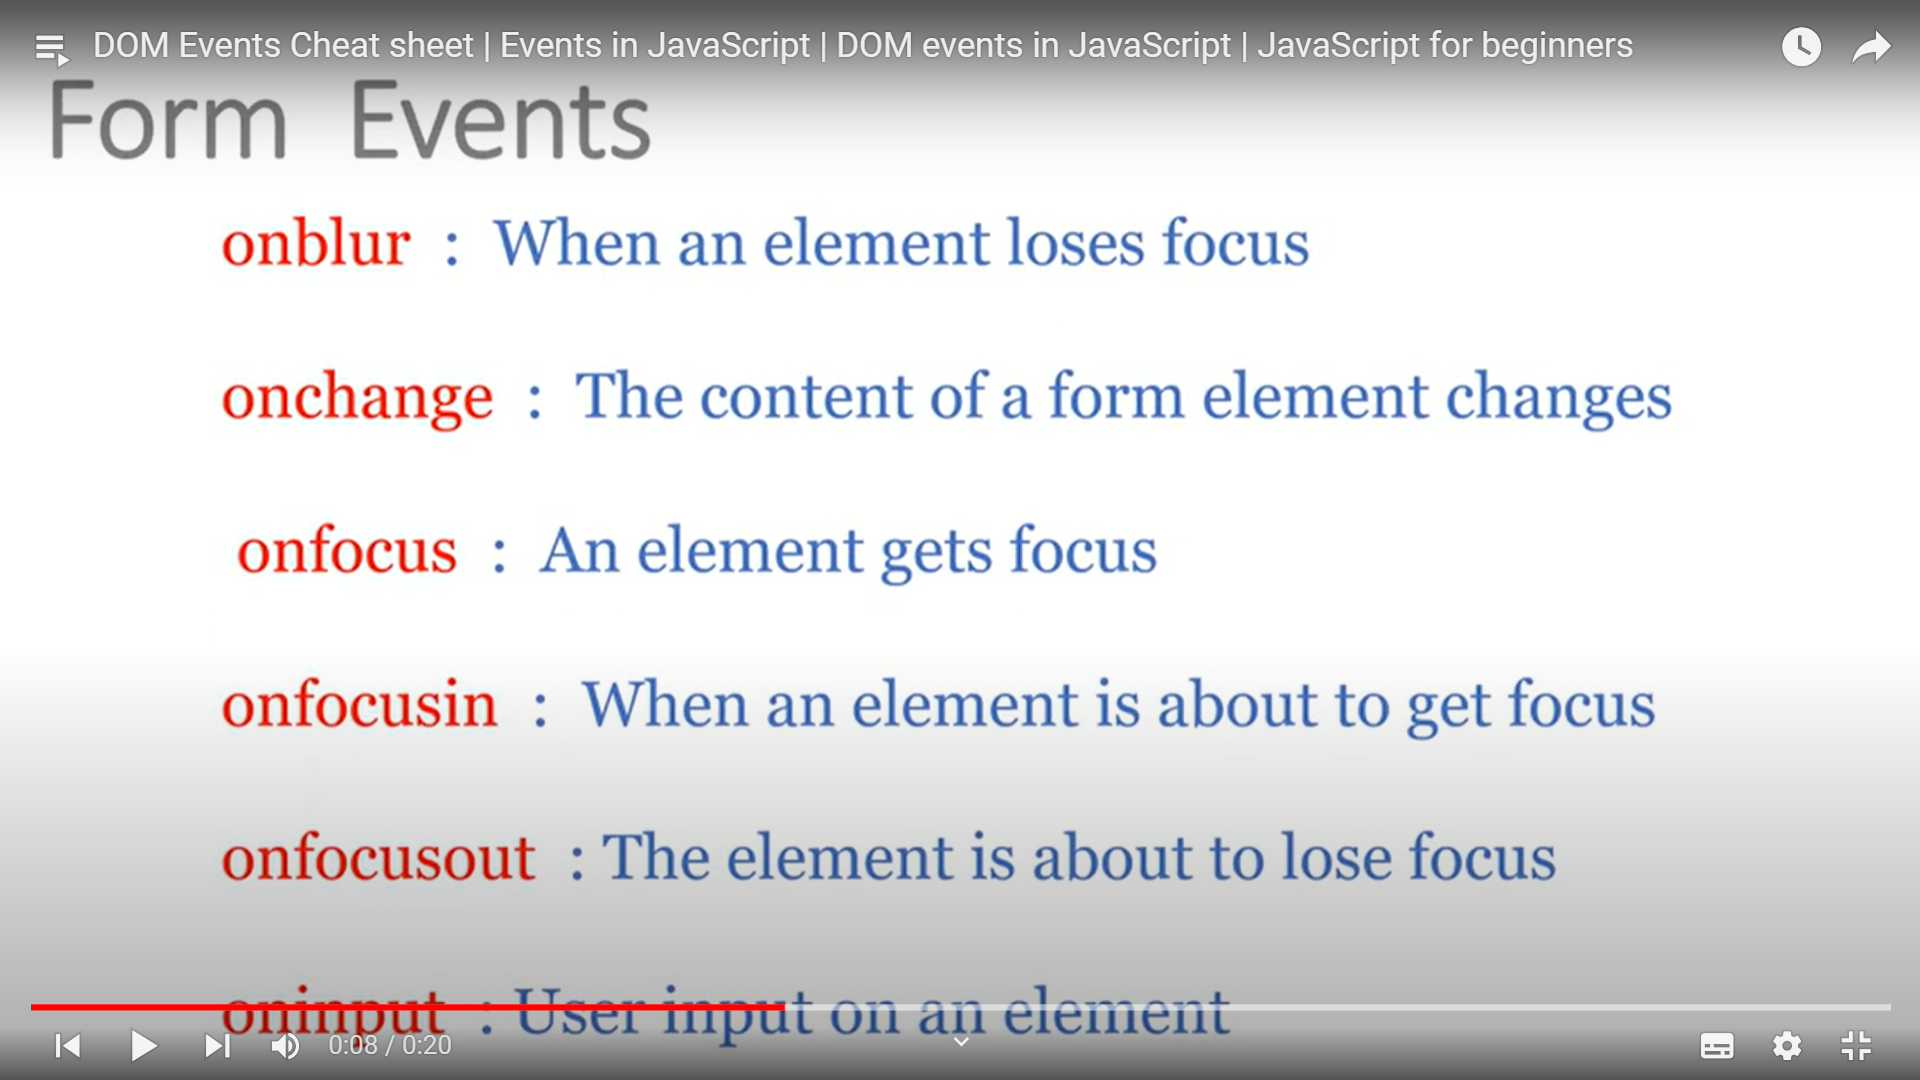 DOM Events Cheat sheet | Events in JavaScript | DOM events in JavaScript | JavaScript for beginners
Form Events
onblur : When an element loses focus
onchange : The content of a form element changes
onfocus : An element gets focus
onfocusin : When an element is about to get focus
onfocusout : The element is about to lose focus
oninput : User input on an element
0:08 / 0:20